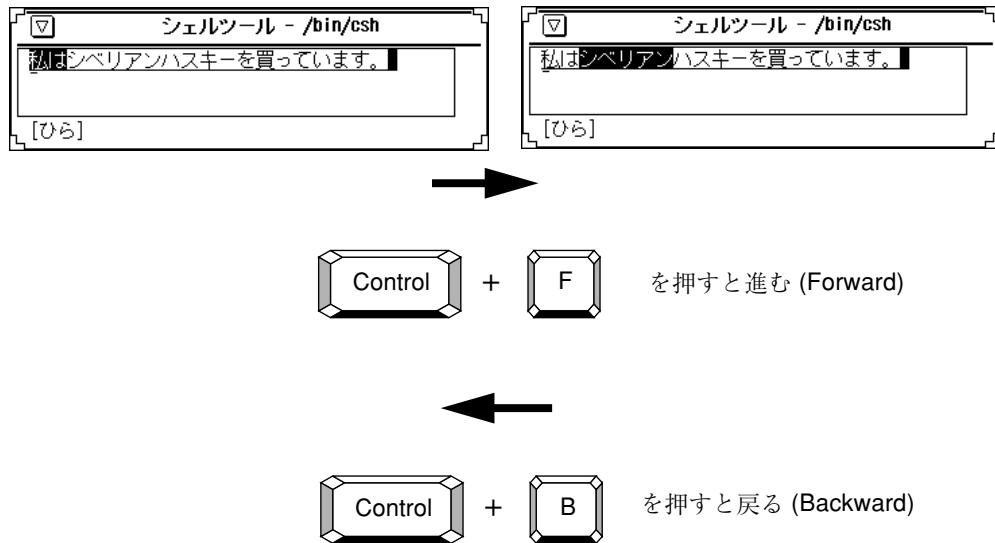 シェルツール - /bin/csh
私はシベリアンハスキーを買っています。
[ひら]
シェルツール - /bin/csh
私はシベリアンハスキーを買っています。
[ひら]
Control + F を押すと進む (Forward)
Control + B を押すと戻る (Backward)